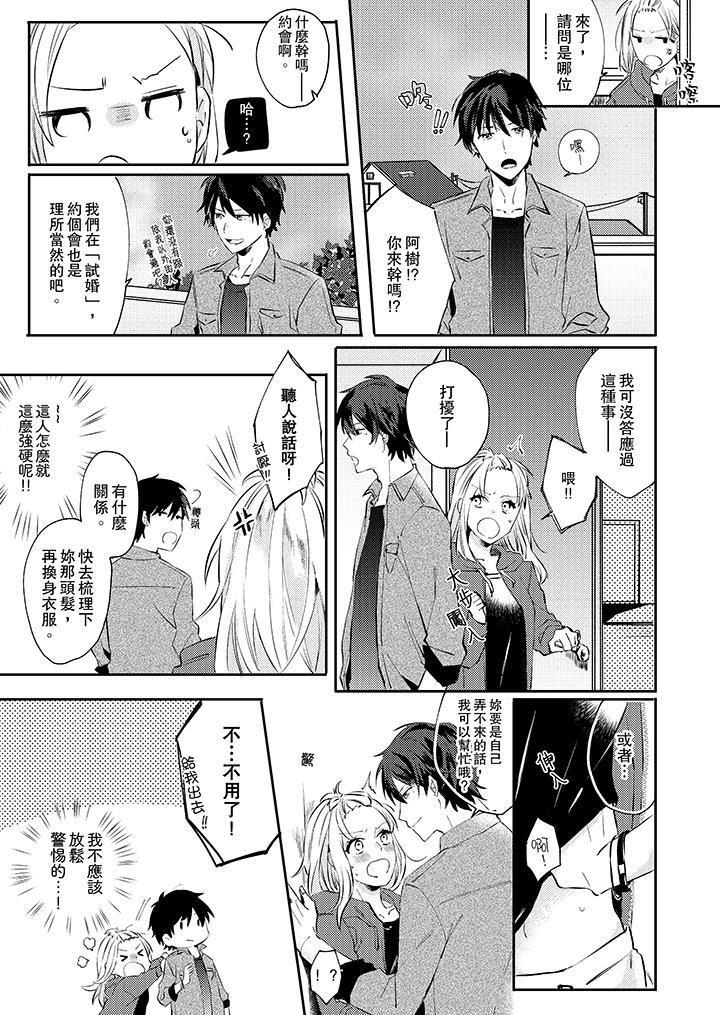 來了，
請問是哪位
——
喀嚓
嘿—
咚!!
阿樹!?
你來幹嗎!?
什麼幹嗎——
約會啊。
哈…?
我們在「試婚」，
約個會也是
理所當然的吧。
我可沒答應過
這種事——
喂!!
打擾了—
大步闖入
聽人說話呀！
討厭!!
~~
這人怎麼就
這麼強硬呢!!
轉頭
有什麼
關係。
快去梳理下
妳那頭髮，
再換身衣服。
或者…
伸入
啊!
妳要是自己
弄不來的話，
我可以幫忙哦?
驚
!?
不…不用了！
給我出去!!
我不應該
放鬆
警惕的…！